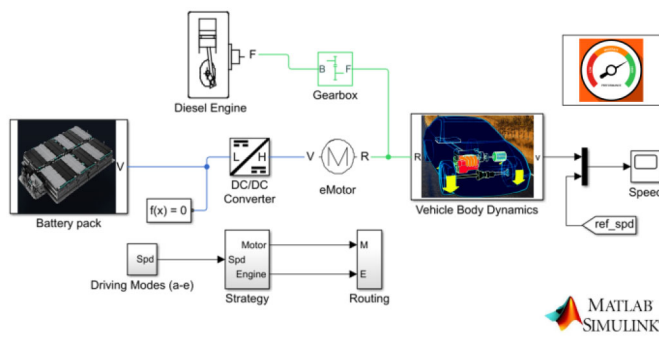 F
Diesel Engine
B
F
Gearbox
V
Battery pack
L
H
DC/DC
Converter
f(x) = 0
V
R
eMotor
R
v
Vehicle Body Dynamics
Speed
ref_spd
Spd
Driving Modes (a-e)
Motor
Spd
Engine
Strategy
M
E
Routing
MATLAB
SIMULINK